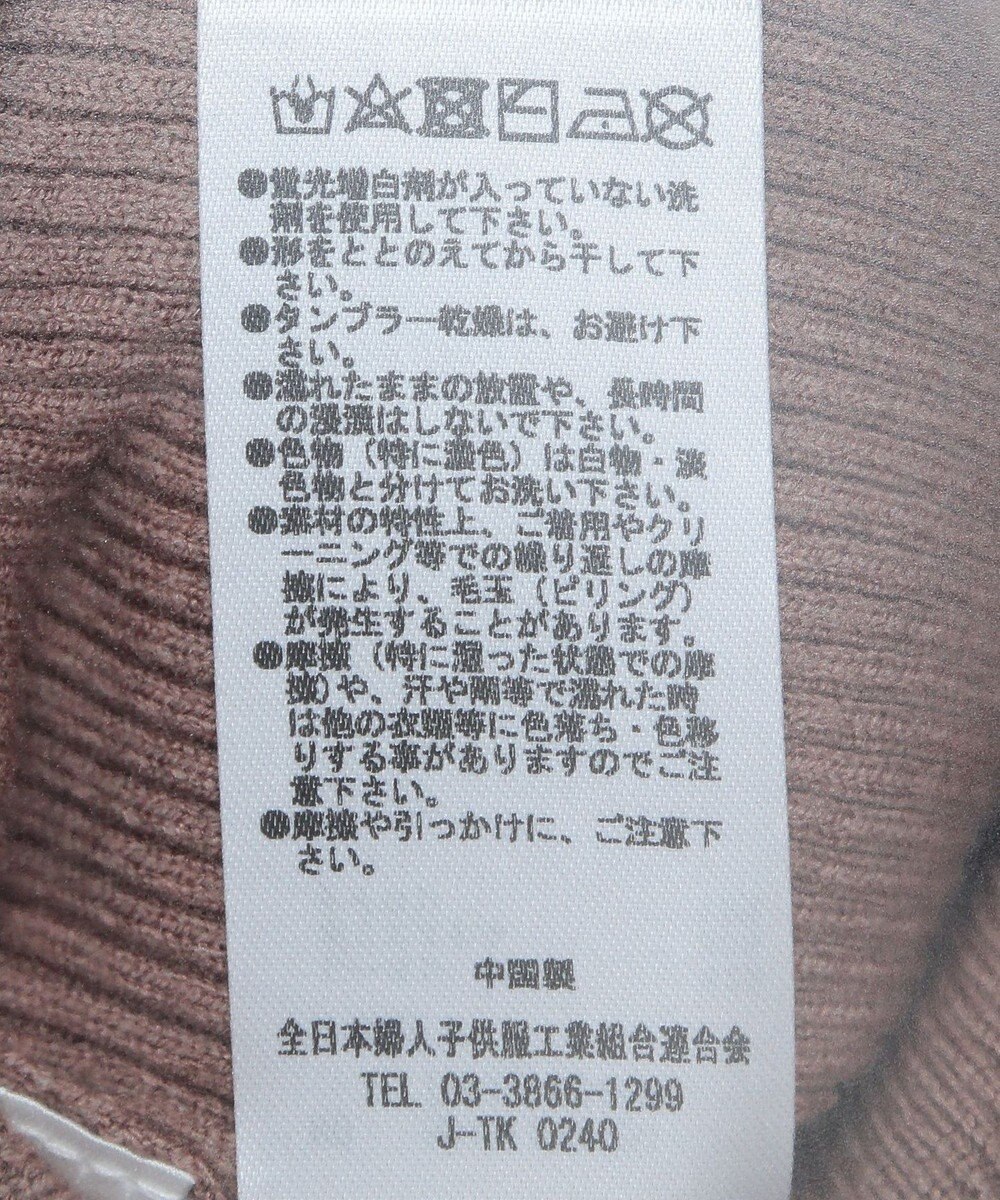 ●蛍光増白剤が入っていない洗
剤を使用して下さい。
●形をととのえてから干して下
さい。
●タンブラー乾燥は、お避け下
さい。
●濡れたままの放置や、長時間
の浸漬はしないで下さい。
●色物（特に濃色）は白物・淡
色物と分けてお洗い下さい。
●素材の特性上、ご着用やクリ
ーニング等での繰り返しの摩
擦により、毛玉（ピリング）
が発生することがあります。
●摩擦（特に湿った状態での摩
擦）や、汗や雨等で濡れた時
は他の衣類等に色落ち・色移
りする事がありますのでご注
意下さい。
●摩擦や引っかけに、ご注意下
さい。
中国製
全日本婦人子供服工業組合連合会
TEL 03-3866-1299
J-TK 0240